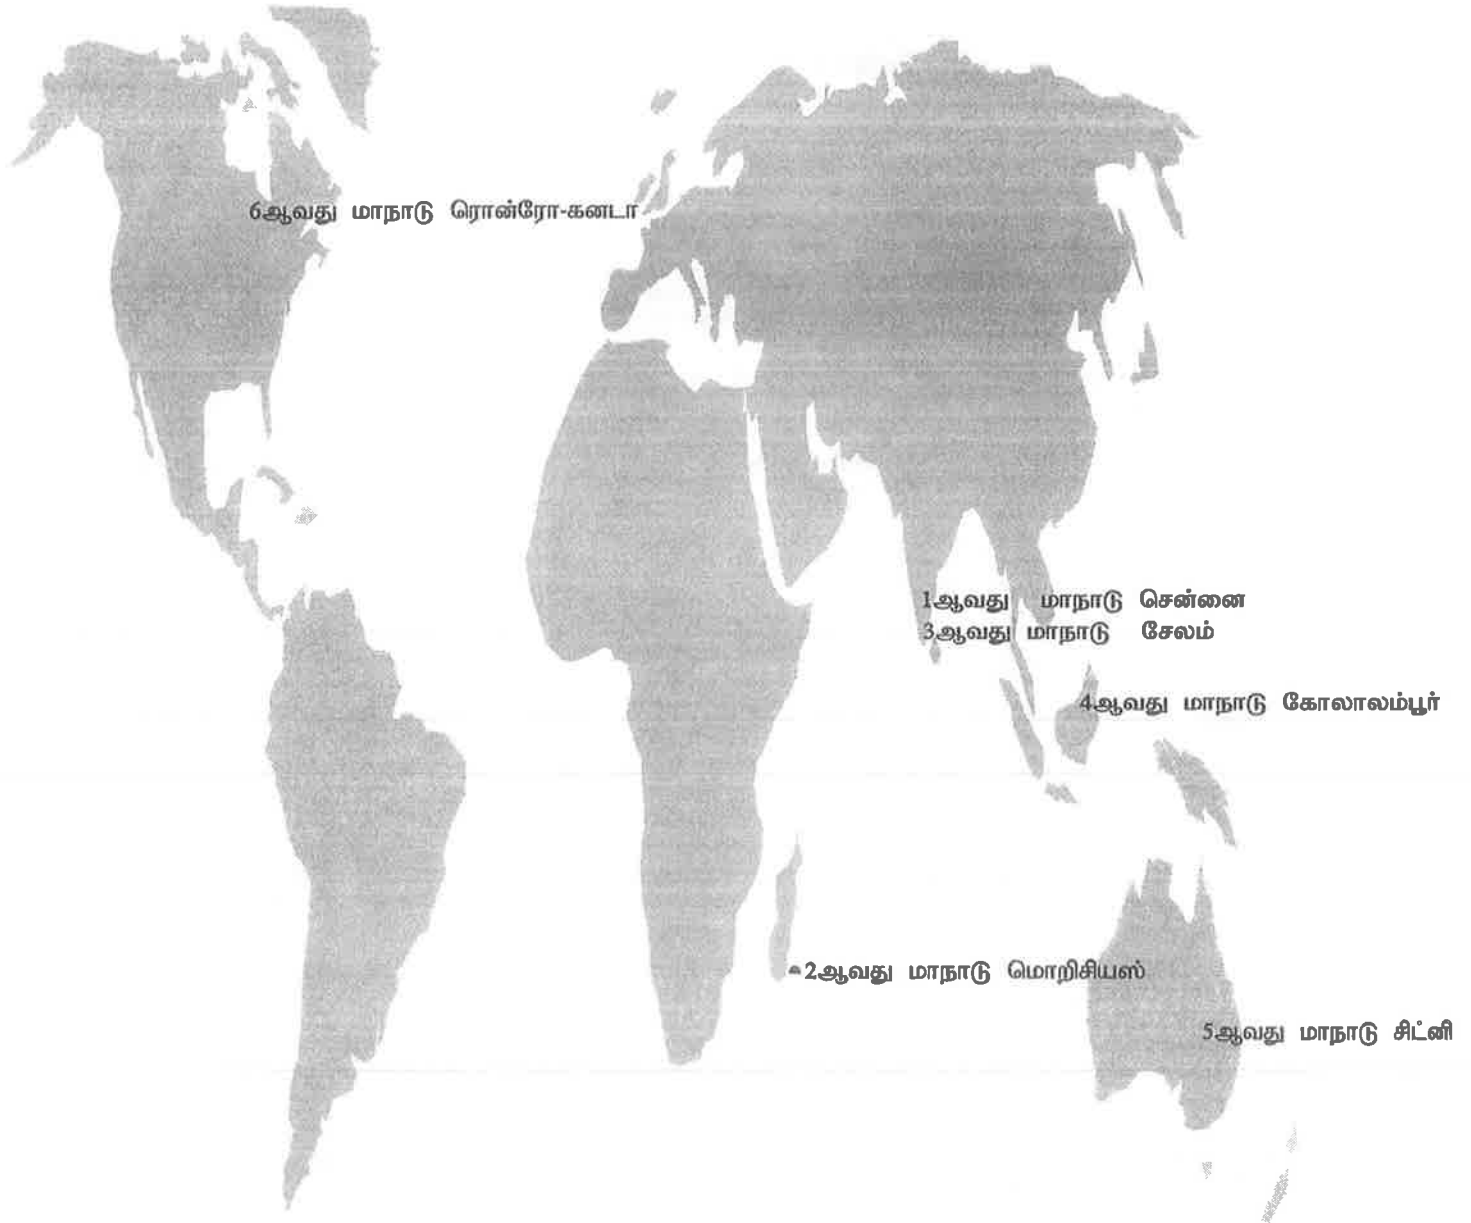 6ஆவது மாநாடு ரொன்ரோ-கனடா
1ஆவது மாநாடு சென்னை
3ஆவது மாநாடு சேலம்
4ஆவது மாநாடு கோலாலம்பூர்
2ஆவது மாநாடு மொறிசியஸ்
5ஆவது மாநாடு சிட்னி